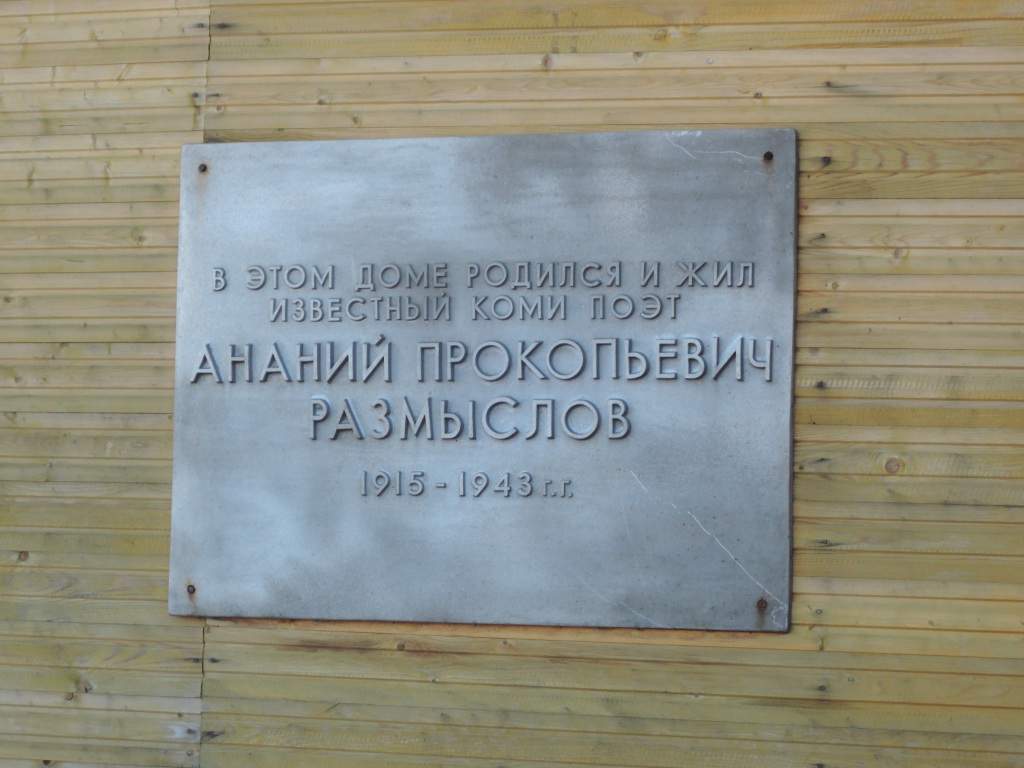 В ЭТОМ ДОМЕ РОДИЛСЯ И ЖИЛ
ИЗВЕСТНЫЙ КОМИ ПОЭТ
АНАНИЙ ПРОКОПЬЕВИЧ
РАЗМЫСЛОВ
1915 - 1943 г.г.